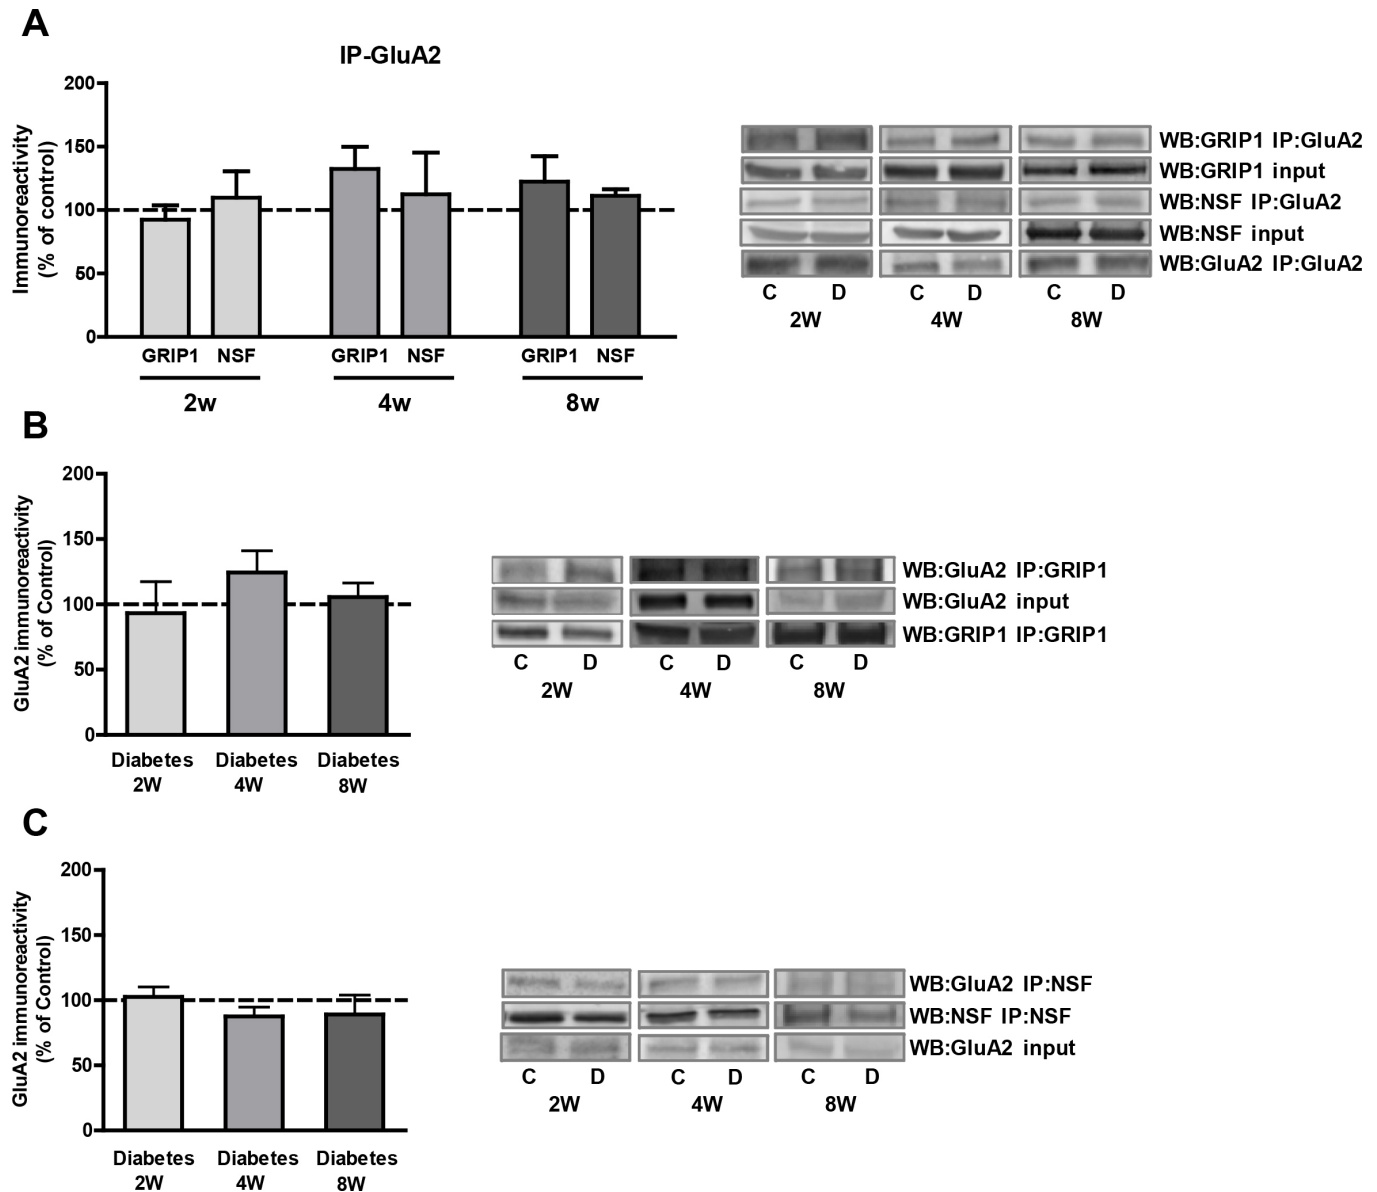 A
IP-GluA2
Immunoreactivity
(% of control)
200
150
100
50
0
GRIP1 NSF GRIP1 NSF GRIP1 NSF
2w 4w 8w
WB:GRIP1 IP:GluA2
WB:GRIP1 input
WB:NSF IP:GluA2
WB:NSF input
WB:GluA2 IP:GluA2
C D C D C D
2W 4W 8W
B
GluA2 immunoreactivity
(% of Control)
200
150
100
50
0
Diabetes Diabetes Diabetes
2W 4W 8W
WB:GluA2 IP:GRIP1
WB:GluA2 input
WB:GRIP1 IP:GRIP1
C D C D C D
2W 4W 8W
C
GluA2 immunoreactivity
(% of Control)
200
150
100
50
0
Diabetes Diabetes Diabetes
2W 4W 8W
WB:GluA2 IP:NSF
WB:NSF IP:NSF
WB:GluA2 input
C D C D C D
2W 4W 8W